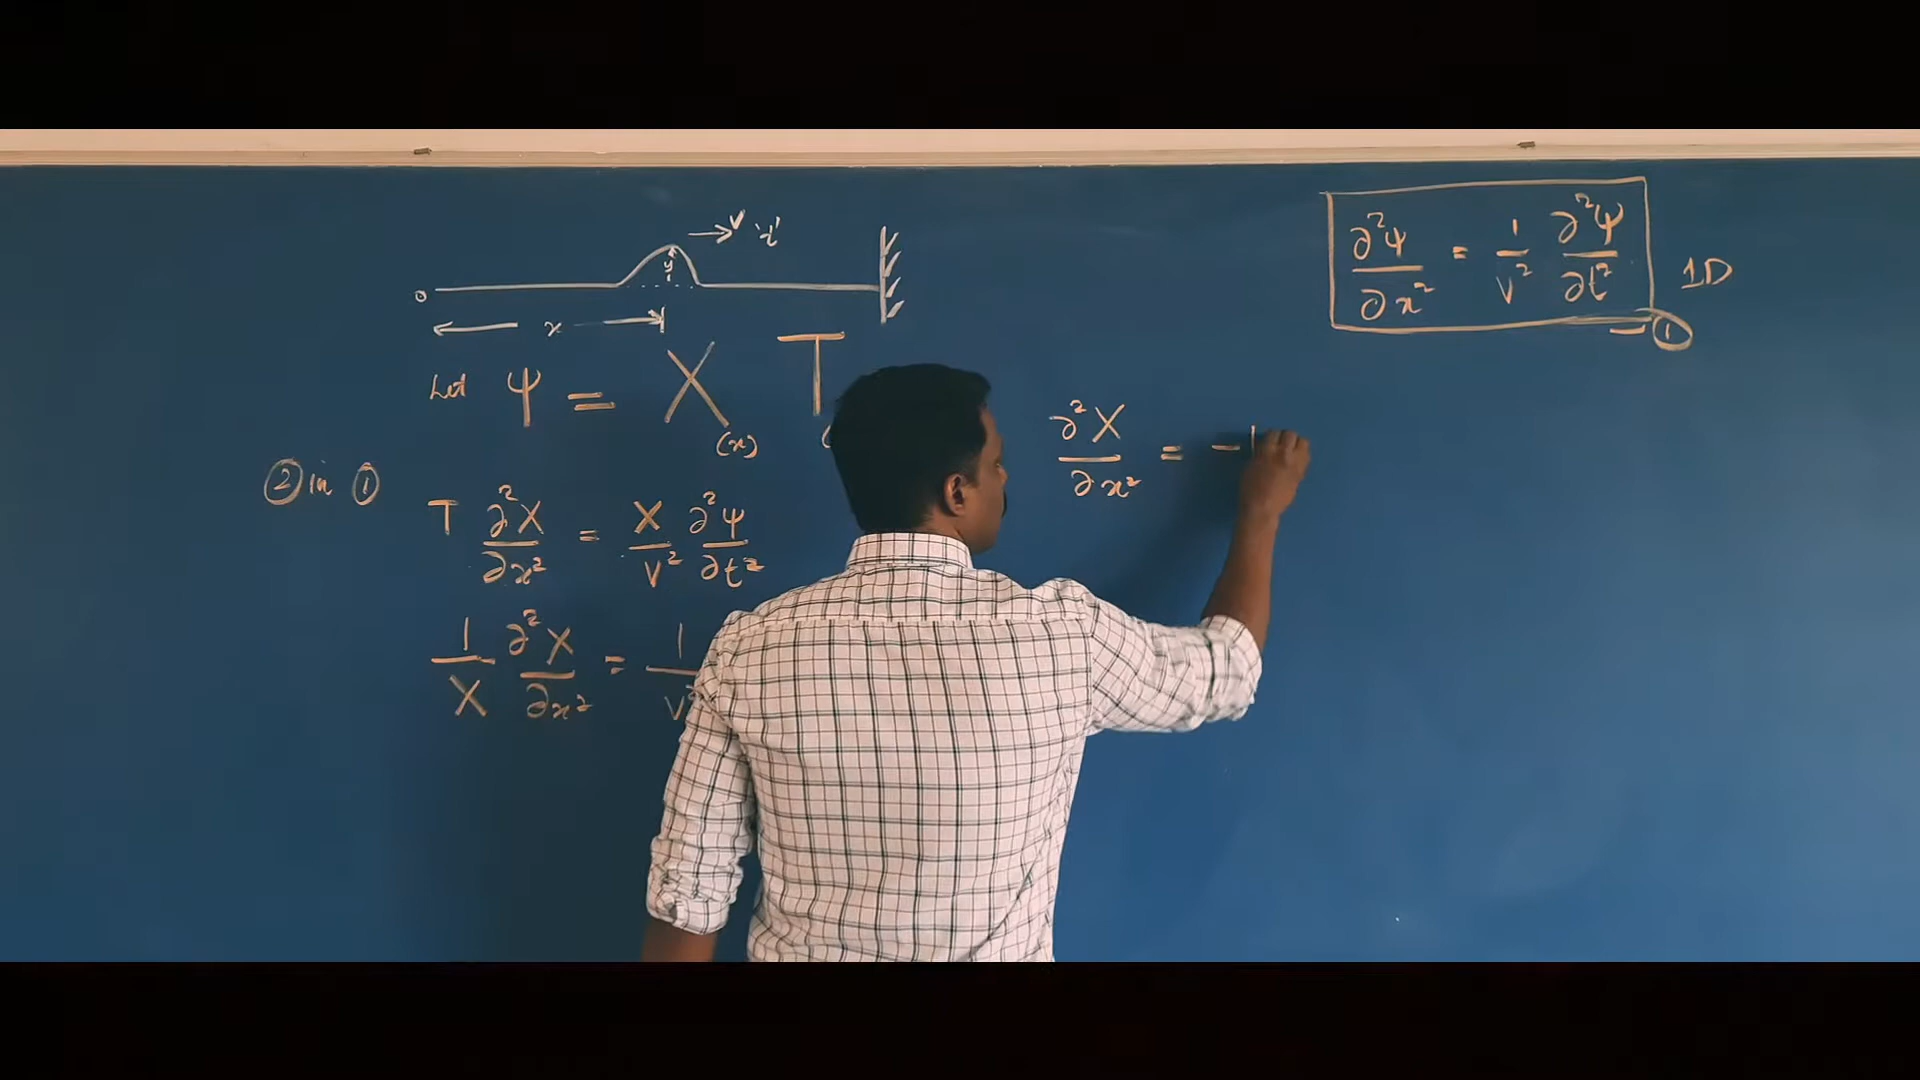 V 't'
y
0
x
∂²ψ/∂x² = 1/V² ∂²ψ/∂t²
1D
— ①
Let ψ = X(x) T
② in ①
T ∂²X/∂x² = X/V² ∂²ψ/∂t²
1/X ∂²X/∂x² = 1/V²
∂²X/∂x² = -